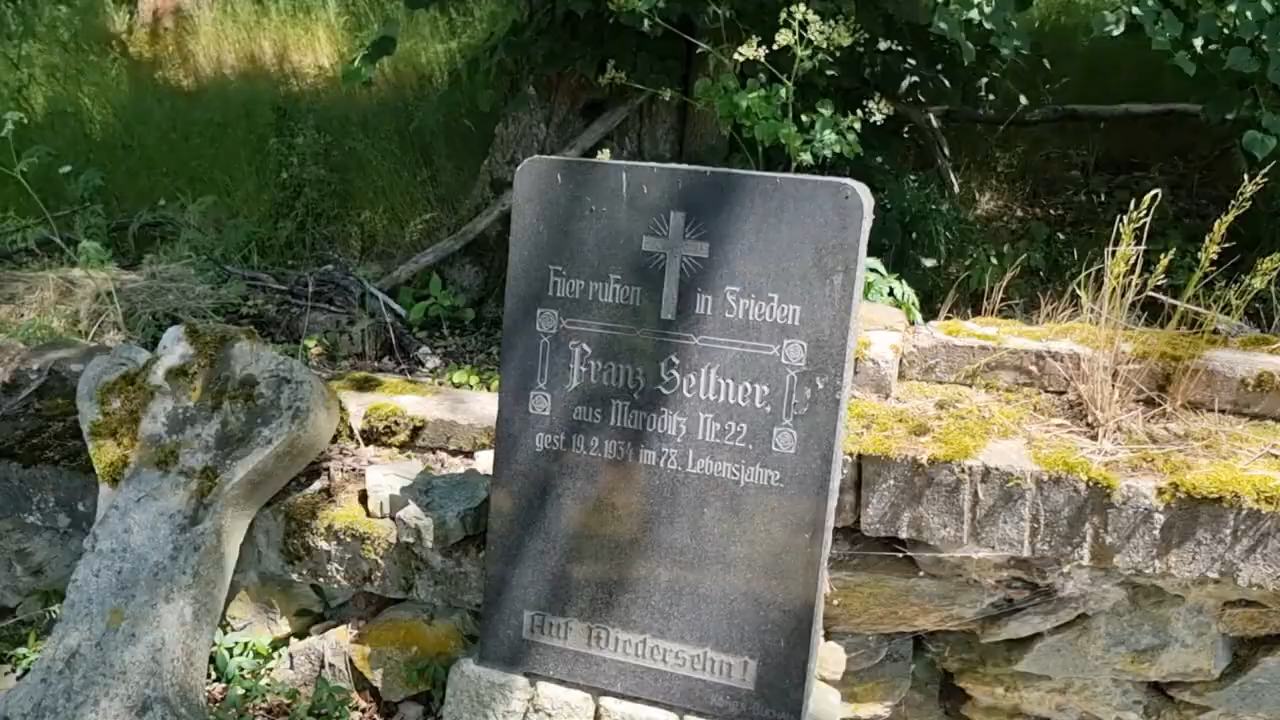 Hier ruhen in Frieden
Franz Seltner,
aus Maroditz Nr. 22.
gest. 19.2.1934 im 78. Lebensjahre.
Auf Wiedersehn!